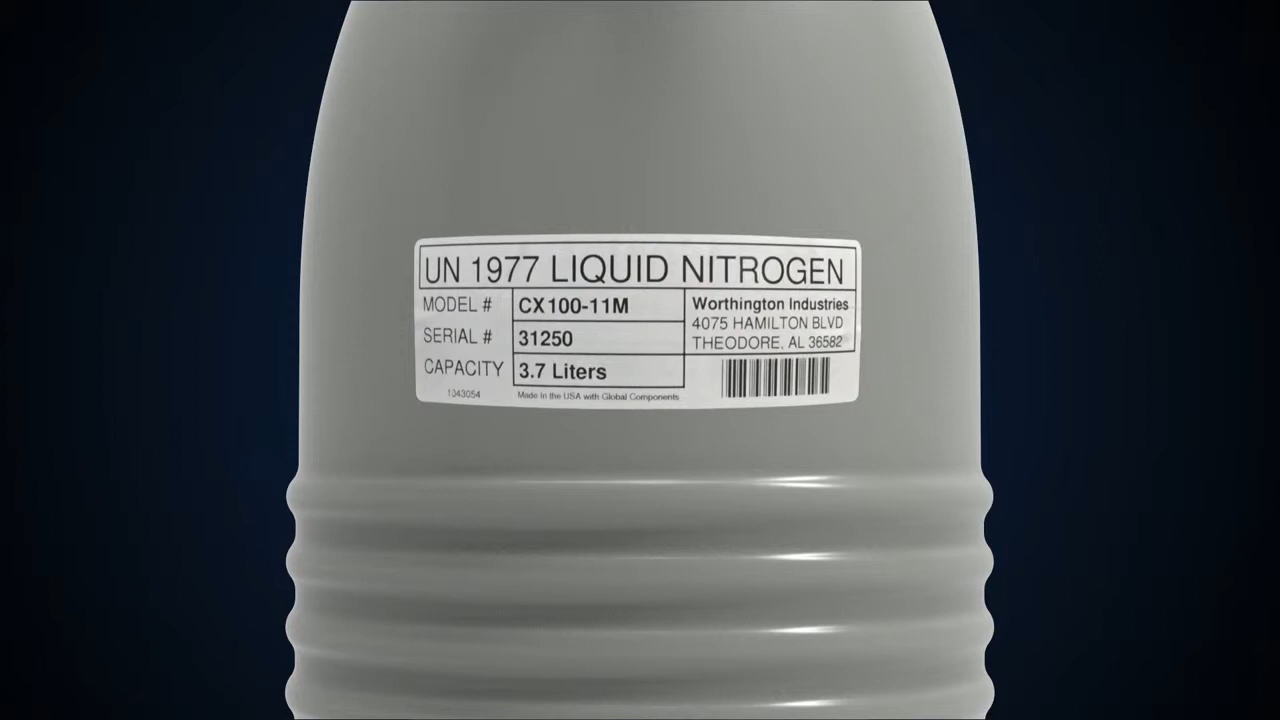 UN 1977 LIQUID NITROGEN
MODEL # CX100-11M
SERIAL # 31250
CAPACITY 3.7 Liters
Worthington Industries
4075 HAMILTON BLVD
THEODORE, AL 36582
1043054
Made In the USA with Global Components